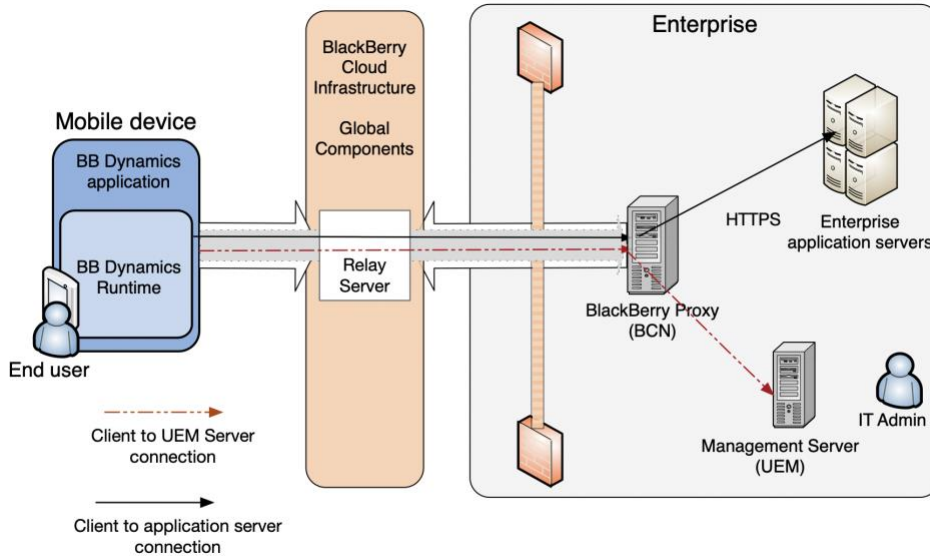 Mobile device
BB Dynamics
application
BB Dynamics
Runtime
End user
Client to UEM Server
connection
Client to application server
connection
BlackBerry
Cloud
Infrastructure
Global
Components
Relay
Server
Enterprise
HTTPS
Enterprise
application servers
BlackBerry Proxy
(BCN)
Management Server
(UEM)
IT Admin